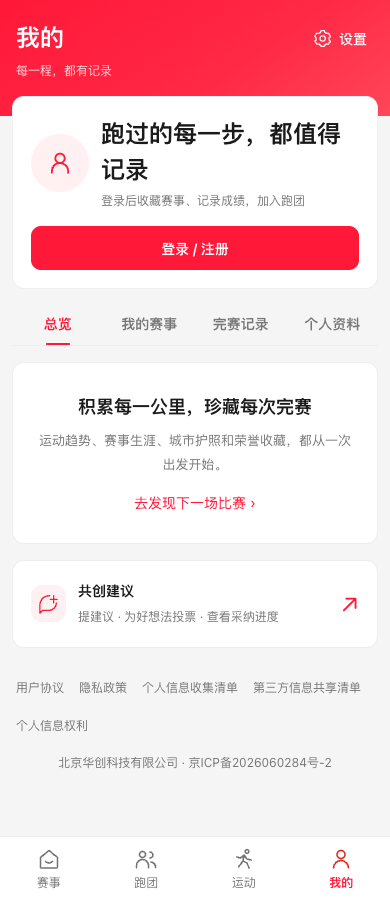 我的
设置
每一程，都有记录
跑过的每一步，都值得
记录
登录后收藏赛事、记录成绩，加入跑团
登录 / 注册
总览 我的赛事 完赛记录 个人资料
积累每一公里，珍藏每次完赛
运动趋势、赛事生涯、城市护照和荣誉收藏，都从一次
出发开始。
去发现下一场比赛 ›
共创建议
提建议 · 为好想法投票 · 查看采纳进度
用户协议 隐私政策 个人信息收集清单 第三方信息共享清单
个人信息权利
北京华创科技有限公司 · 京ICP备2026060284号-2
赛事 跑团 运动 我的